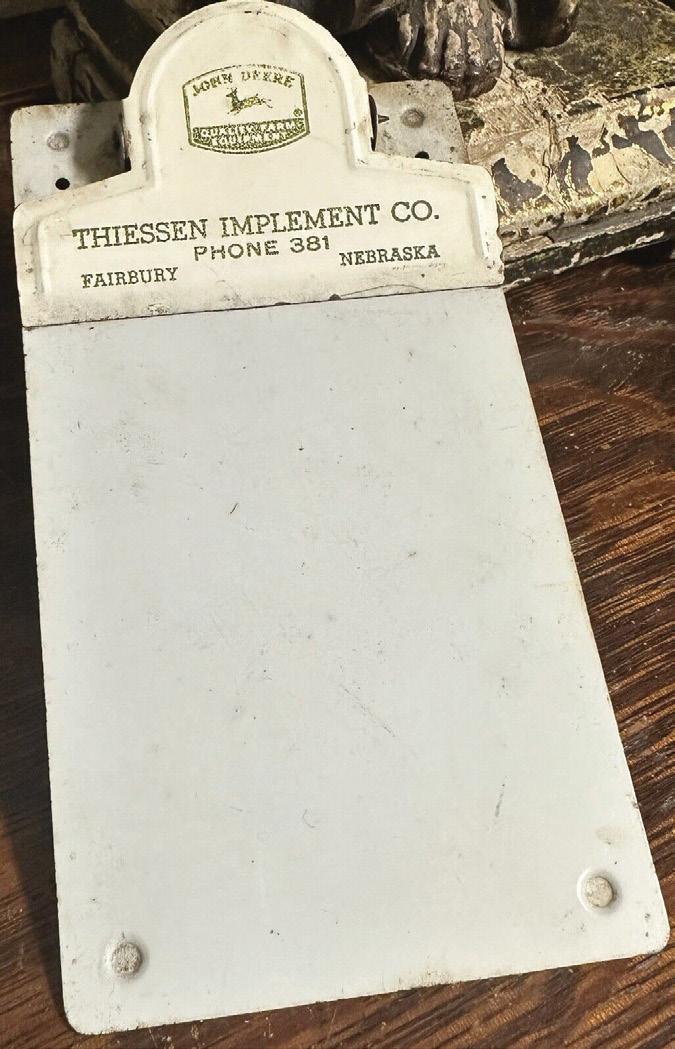 JOHN DEERE
®
QUALITY FARM
EQUIPMENT
THIESSEN IMPLEMENT CO.
PHONE 381
FAIRBURY NEBRASKA